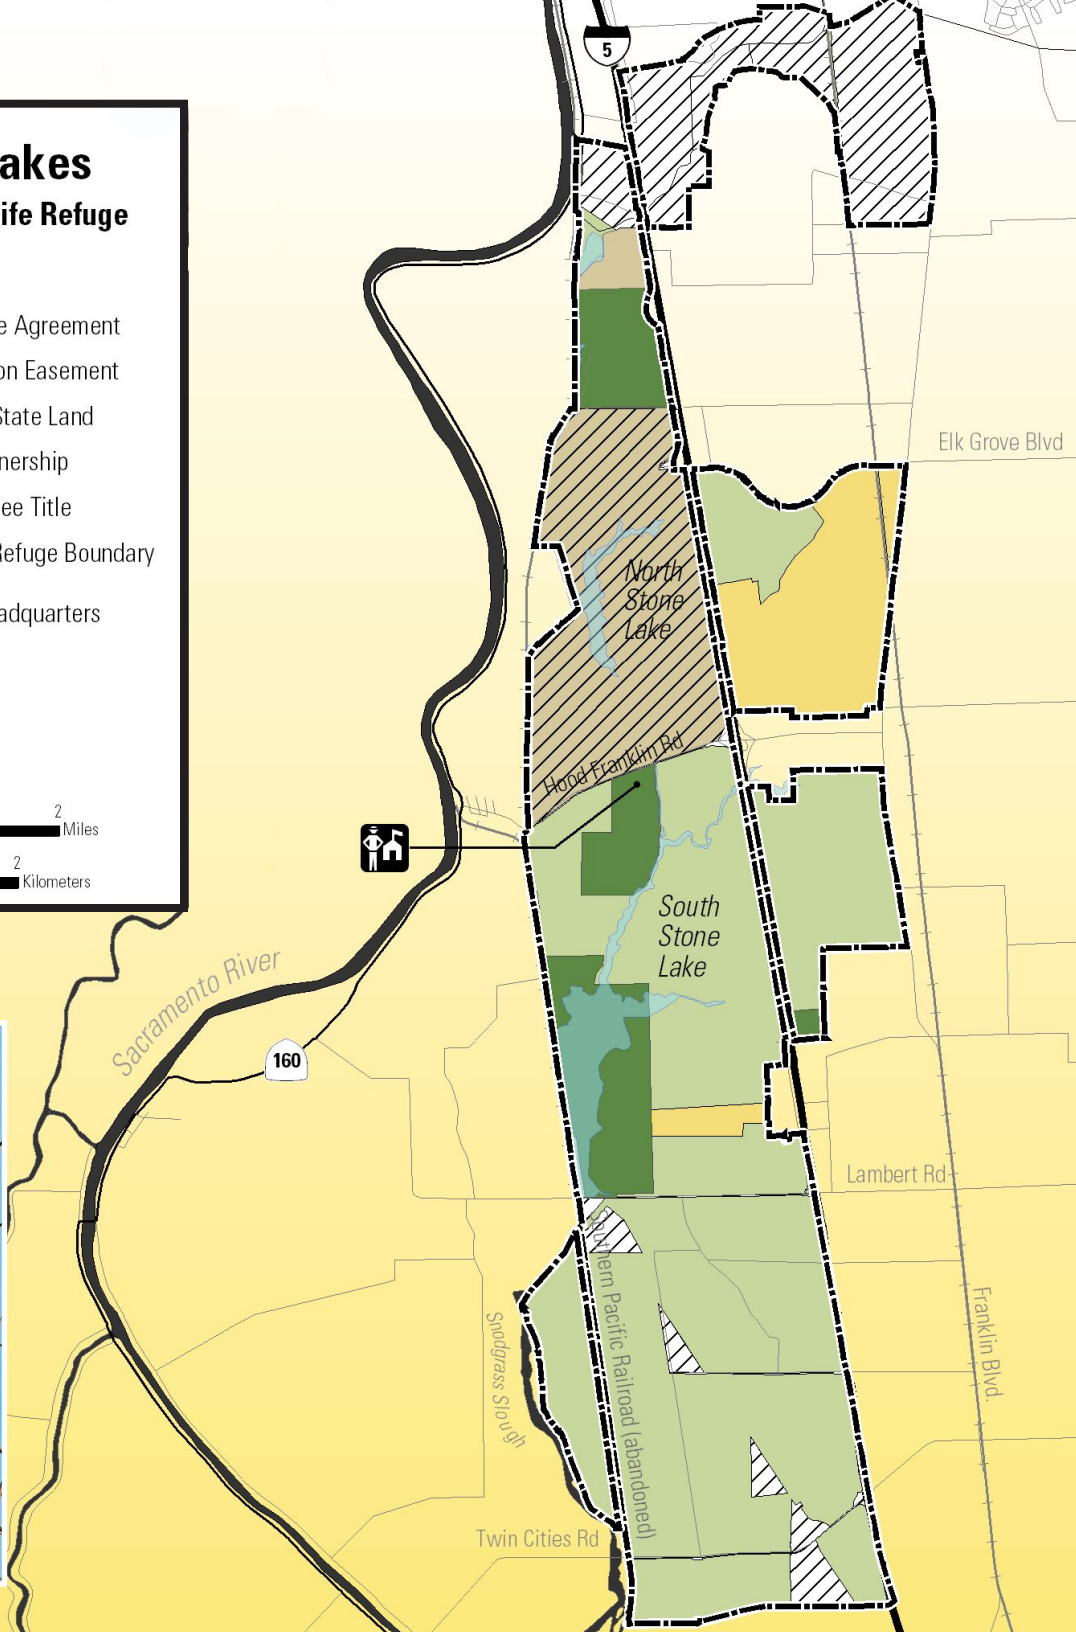 5
akes
ife Refuge
e Agreement
on Easement
State Land
nership
ee Title
Refuge Boundary
adquarters
2
Miles
2
Kilometers
Elk Grove Blvd
North
Stone
Lake
Hood Franklin Rd
South
Stone
Lake
Sacramento River
160
Lambert Rd
Southern Pacific Railroad (abandoned)
Snodgrass Slough
Franklin Blvd.
Twin Cities Rd